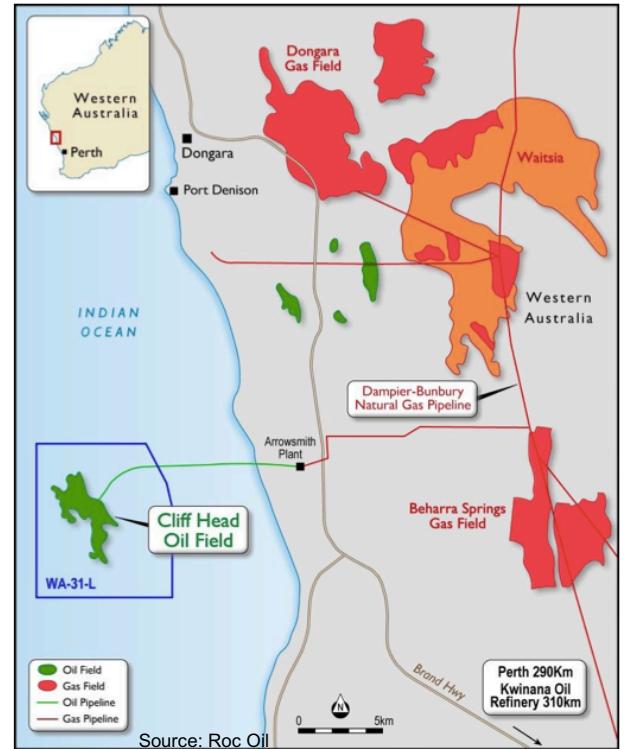 Western
Australia
Perth
Dongara
Gas Field
Dongara
Port Denison
Waitsia
INDIAN
OCEAN
Western
Australia
Dampier-Bunbury
Natural Gas Pipeline
Arrowsmith
Plant
Cliff Head
Oil Field
Beharra Springs
Gas Field
WA-31-L
Oil Field
Gas Field
Oil Pipeline
Gas Pipeline
Brand Hwy
Perth 290Km
Kwinana Oil
Refinery 310km
N
0 5km
Source: Roc Oil